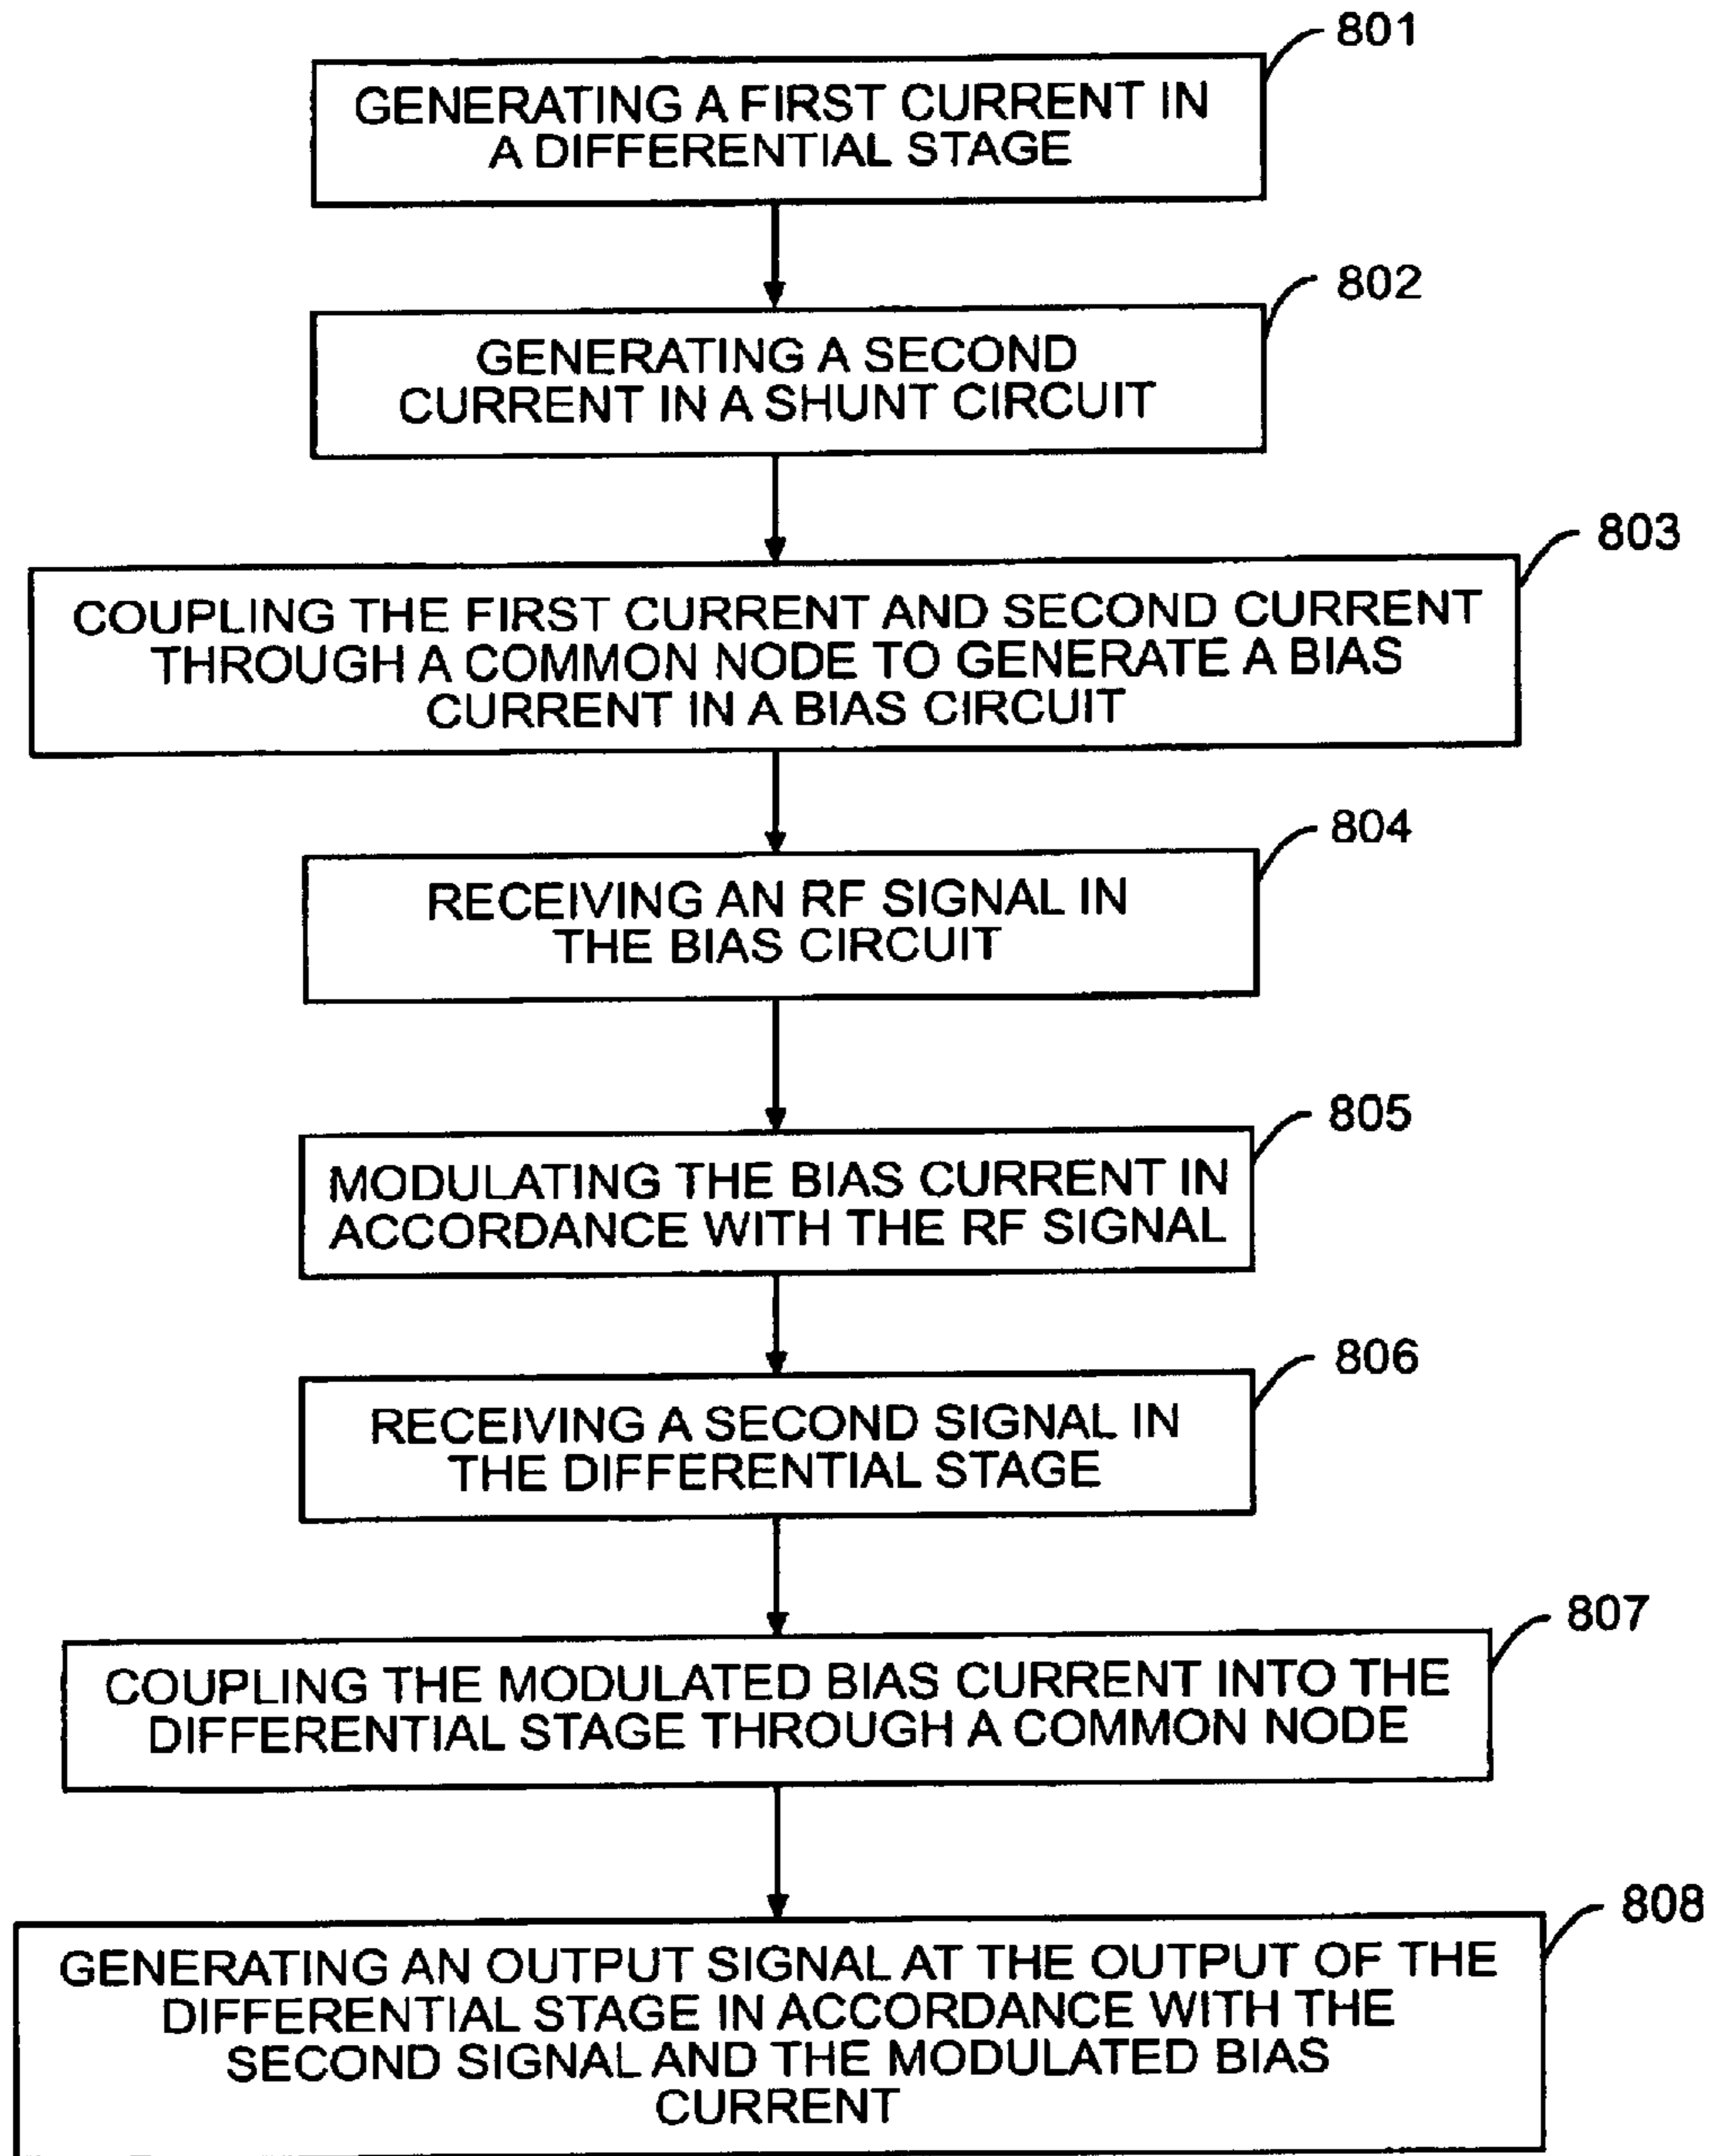 801
GENERATING A FIRST CURRENT IN
A DIFFERENTIAL STAGE
802
GENERATING A SECOND
CURRENT IN A SHUNT CIRCUIT
803
COUPLING THE FIRST CURRENT AND SECOND CURRENT
THROUGH A COMMON NODE TO GENERATE A BIAS
CURRENT IN A BIAS CIRCUIT
804
RECEIVING AN RF SIGNAL IN
THE BIAS CIRCUIT
805
MODULATING THE BIAS CURRENT IN
ACCORDANCE WITH THE RF SIGNAL
806
RECEIVING A SECOND SIGNAL IN
THE DIFFERENTIAL STAGE
807
COUPLING THE MODULATED BIAS CURRENT INTO THE
DIFFERENTIAL STAGE THROUGH A COMMON NODE
808
GENERATING AN OUTPUT SIGNAL AT THE OUTPUT OF THE
DIFFERENTIAL STAGE IN ACCORDANCE WITH THE
SECOND SIGNAL AND THE MODULATED BIAS
CURRENT